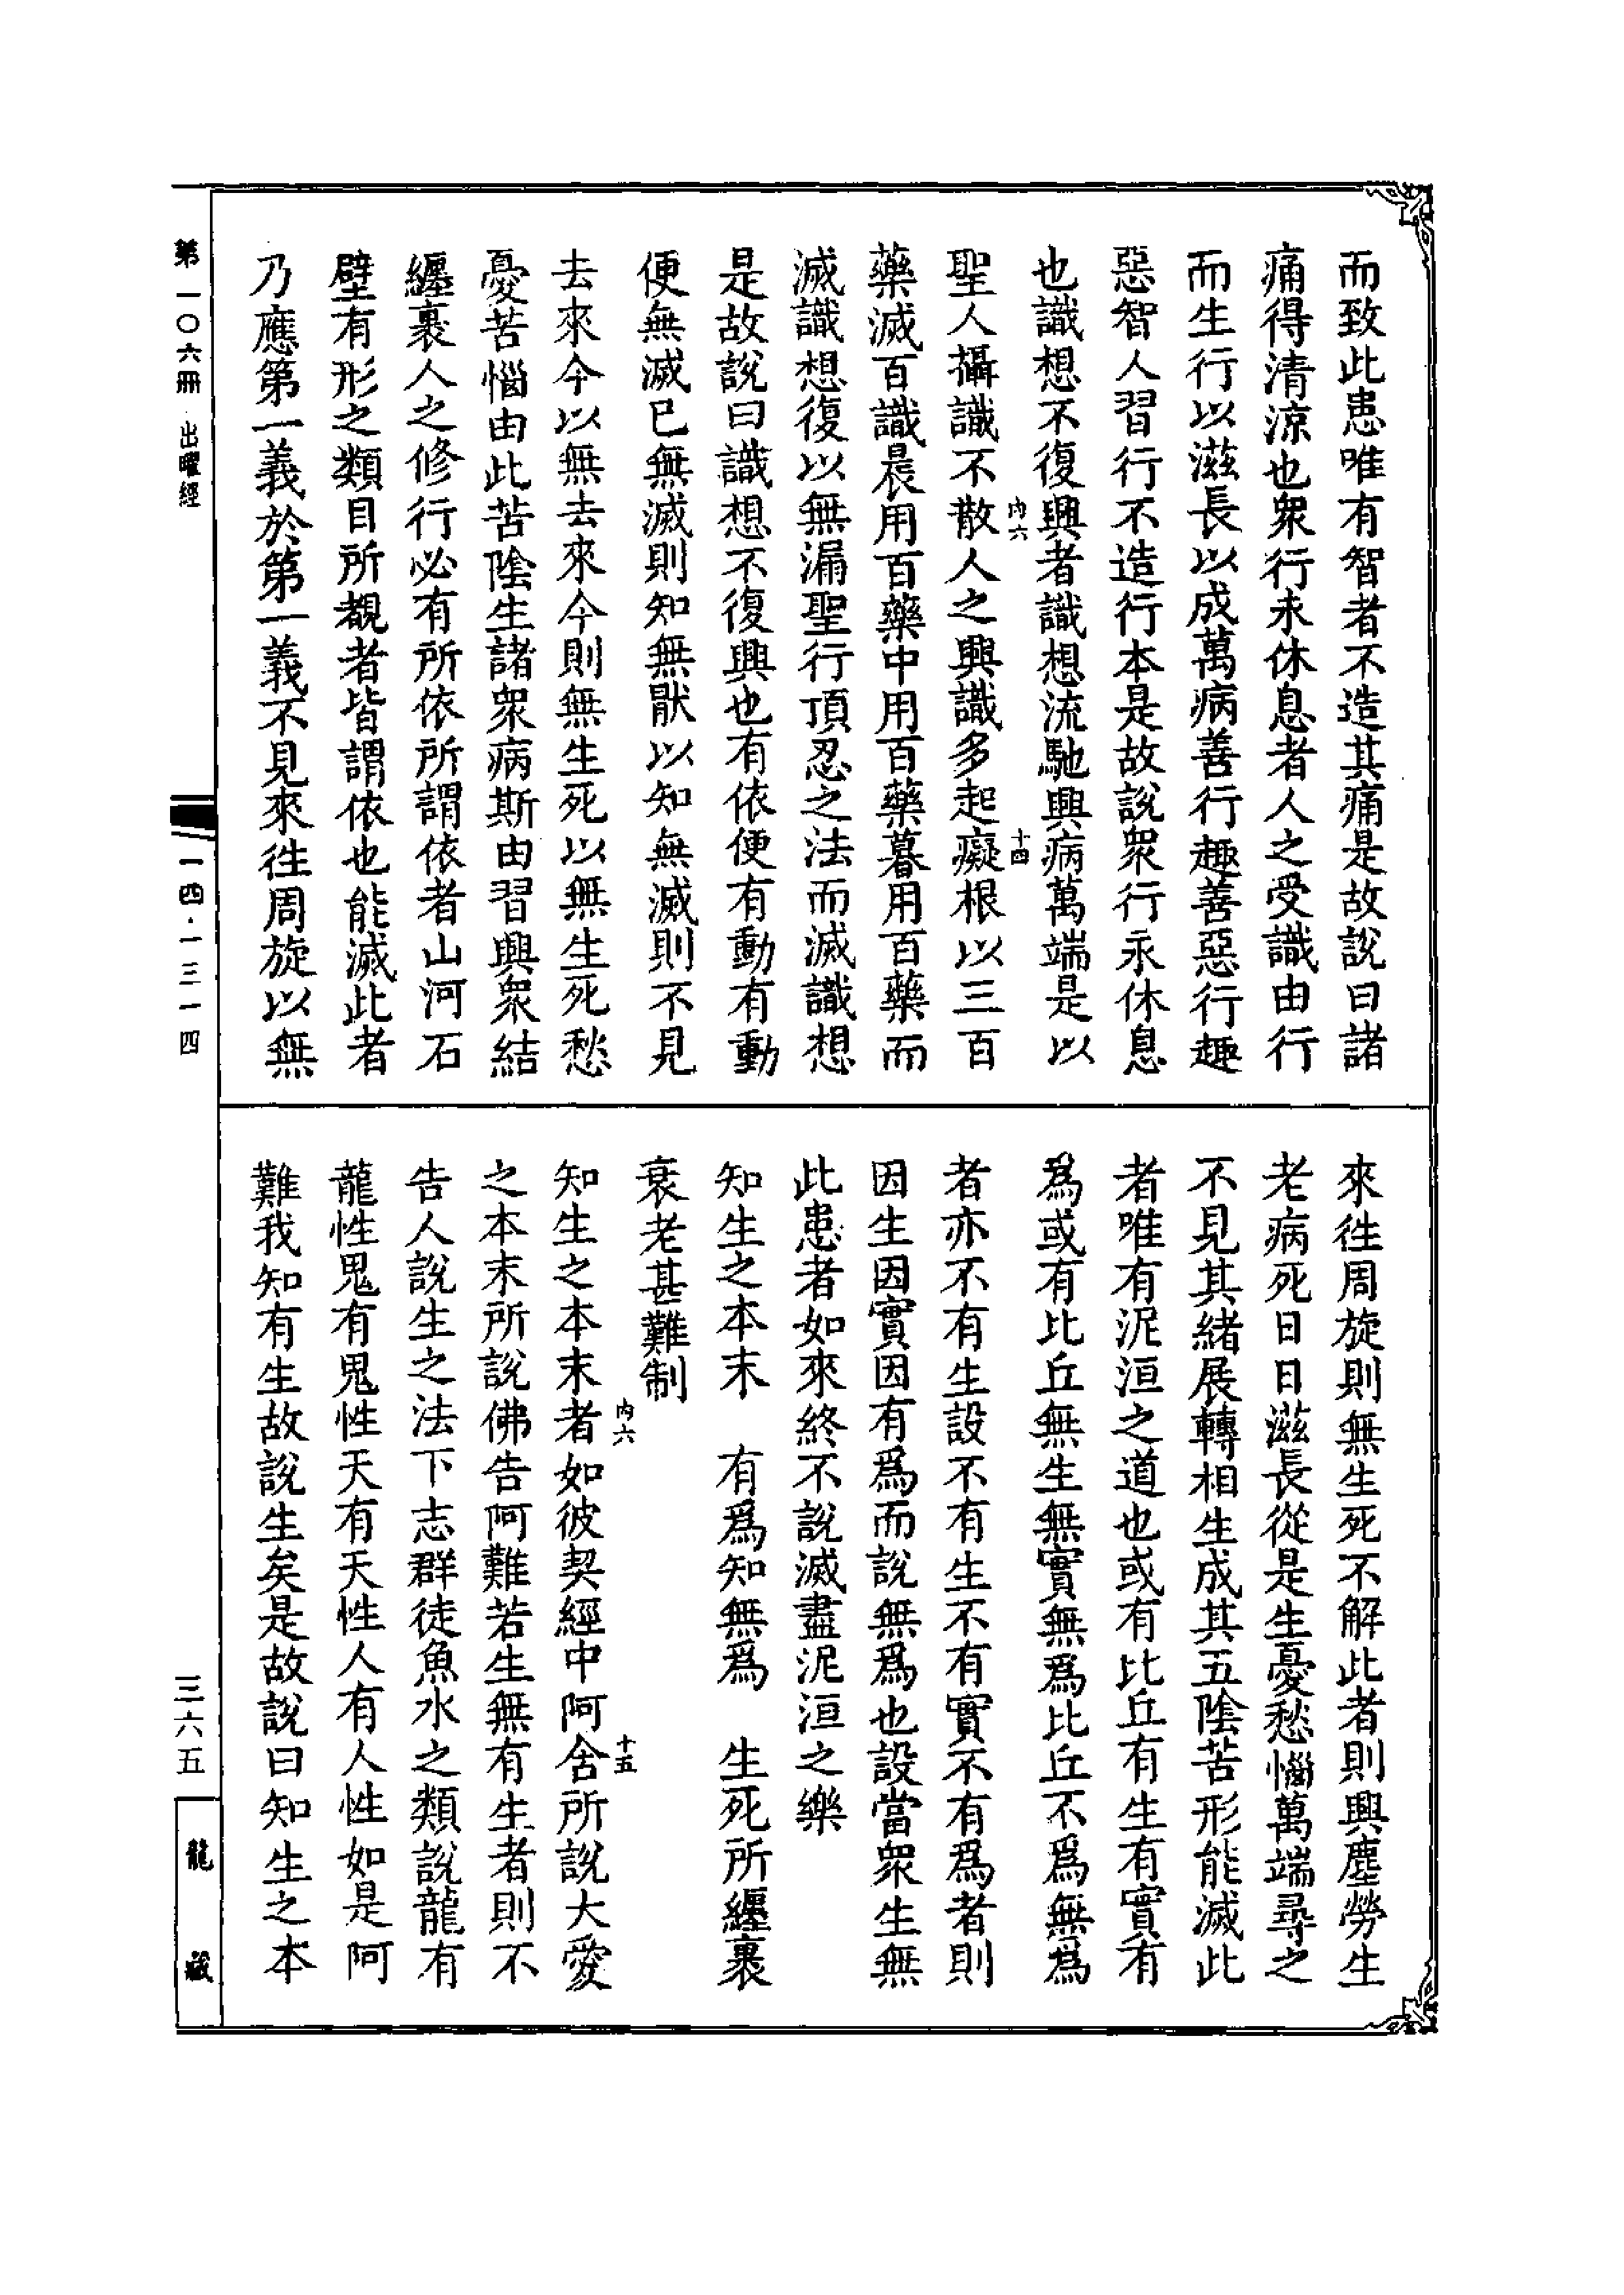 而致此患唯有智者不造其痛是故說曰諸
痛得清涼也衆行未休息者人之受識由行
而生行以滋長以成萬病善行趣善惡行趣
惡智人習行不造行本是故說衆行永休息
也識想不復興者識想流馳興病萬端是以
內六
十四
聖人攝識不散人之興識多起癡根以三百
藥滅百識晨用百藥中用百藥暮用百藥而
滅識想復以無漏聖行頂忍之法而滅識想
是故說曰識想不復興也有依便有動有動
便無滅已無滅則知無猒以知無滅則不見
去來今以無去來今則無生死以無生死愁
憂苦惱由此苦陰生諸衆病斯由習興衆結
纏裹人之修行必有所依所謂依者山河石
壁有形之類目所覩者皆謂依也能滅此者
乃應第一義於第一義不見來往周旋以無
來往周旋則無生死不解此者則興塵勞生
老病死日日滋長從是生憂愁惱萬端尋之
不見其緒展轉相生成其五陰苦形能滅此
者唯有泥洹之道也或有比丘有生有實有
爲或有比丘無生無實無爲比丘不爲無爲
者亦不有生設不有生不有實不有爲者則
因生因實因有爲而說無爲也設當衆生無
此患者如來終不說滅盡泥洹之樂
知生之本末　有爲知無爲　生死所纏裹
衰老甚難制
內六
十五
知生之本末者如彼契經中阿含所說大愛
之本末所說佛告阿難若生無有生者則不
告人說生之法下志群徒魚水之類說龍有
龍性鬼有鬼性天有天性人有人性如是阿
難我知有生故說生矣是故說曰知生之本
第一〇六冊　出曜經
一四·一三一四
三六五
龍藏